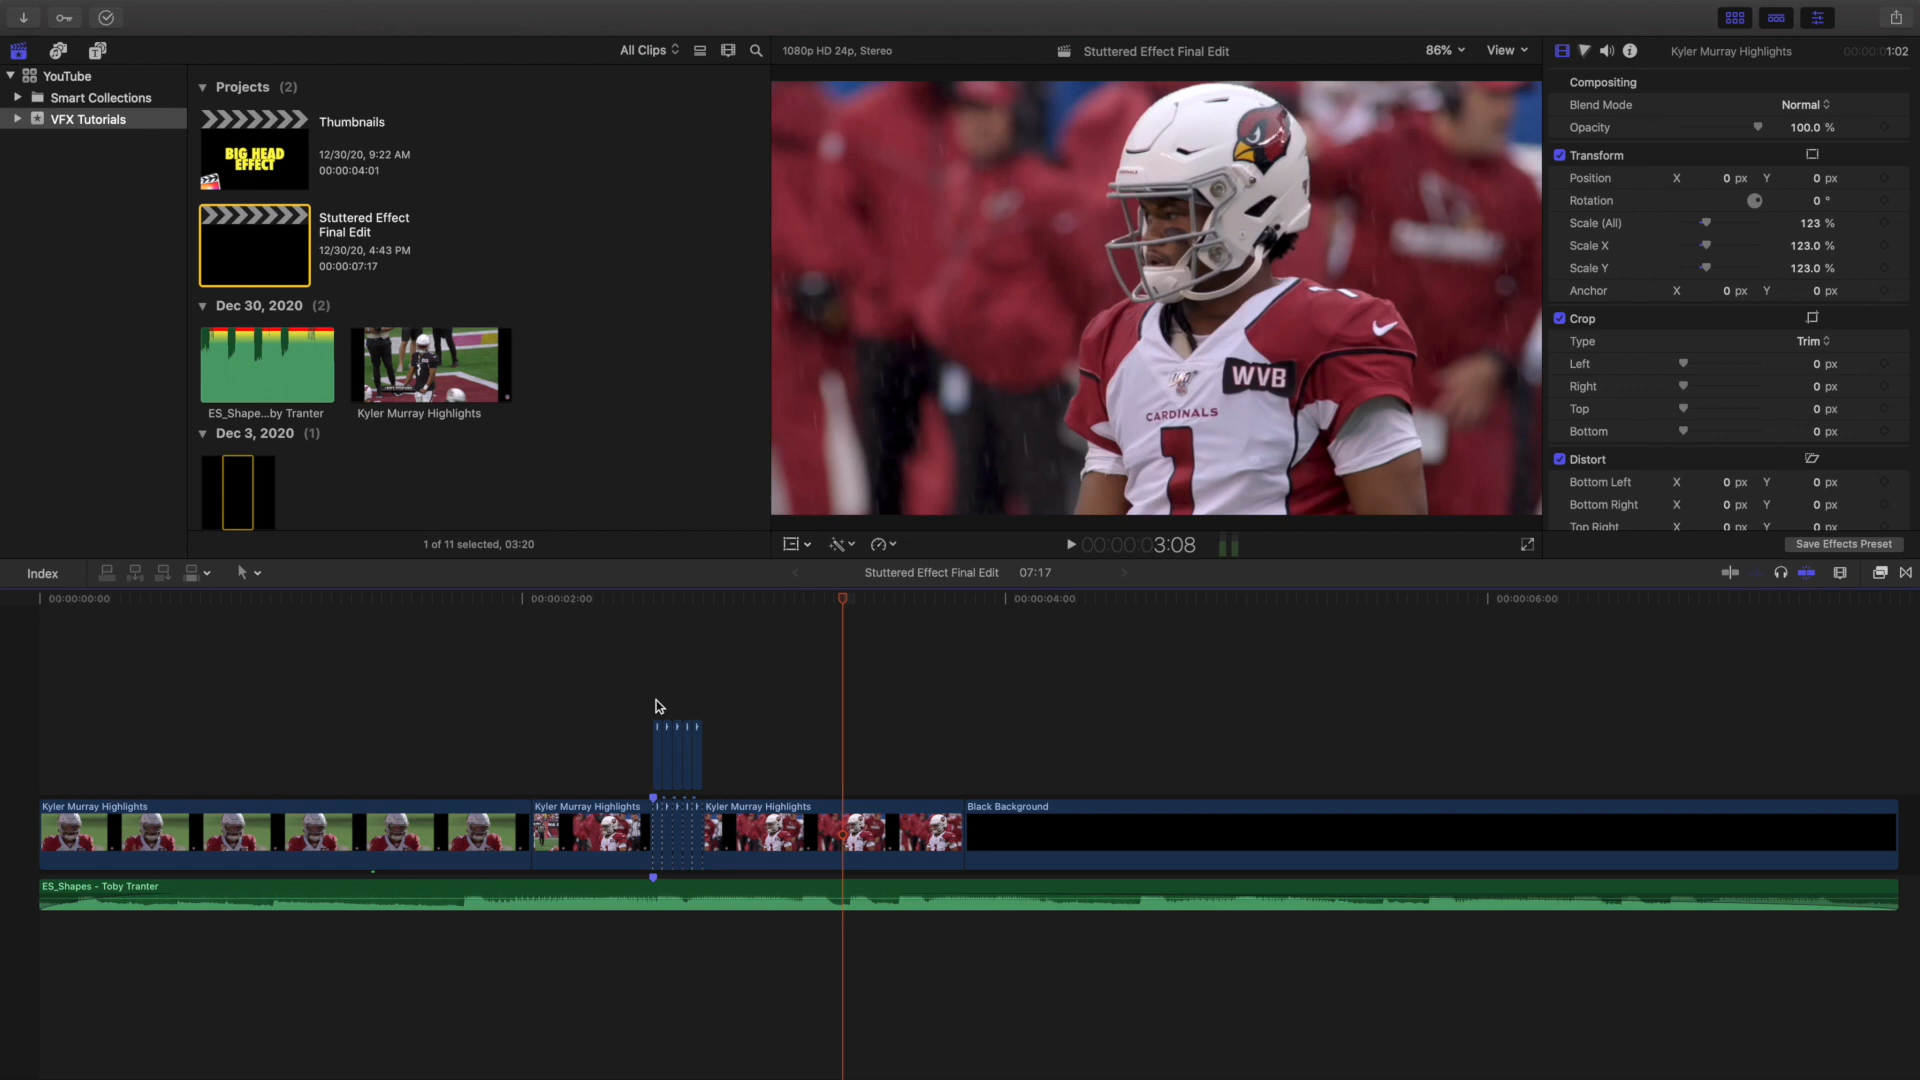 All Clips
1080p HD 24p, Stereo
Stuttered Effect Final Edit
86%
View
Kyler Murray Highlights
00:00:01:02
YouTube
Smart Collections
VFX Tutorials
Projects (2)
Thumbnails
12/30/20, 9:22 AM
00:00:04:01
BIG HEAD
EFFECT
Stuttered Effect
Final Edit
12/30/20, 4:43 PM
00:00:07:17
Dec 30, 2020 (2)
ES_Shape...by Tranter
Kyler Murray Highlights
Dec 3, 2020 (1)
1 of 11 selected, 03:20
WVB
CARDINALS
1
00:00:00:03:08
Compositing
Blend Mode Normal
Opacity 100.0 %
Transform
Position X 0 px Y 0 px
Rotation 0 °
Scale (All) 123 %
Scale X 123.0 %
Scale Y 123.0 %
Anchor X 0 px Y 0 px
Crop
Type Trim
Left 0 px
Right 0 px
Top 0 px
Bottom 0 px
Distort
Bottom Left X 0 px Y 0 px
Bottom Right X 0 px Y 0 px
Top Right X 0 px Y 0 px
Save Effects Preset
Index
Stuttered Effect Final Edit 07:17
00:00:00:00
00:00:02:00
00:00:04:00
00:00:06:00
Kyler Murray Highlights
Kyler Murray Highlights
Kyler Murray Highlights
Black Background
ES_Shapes - Toby Tranter